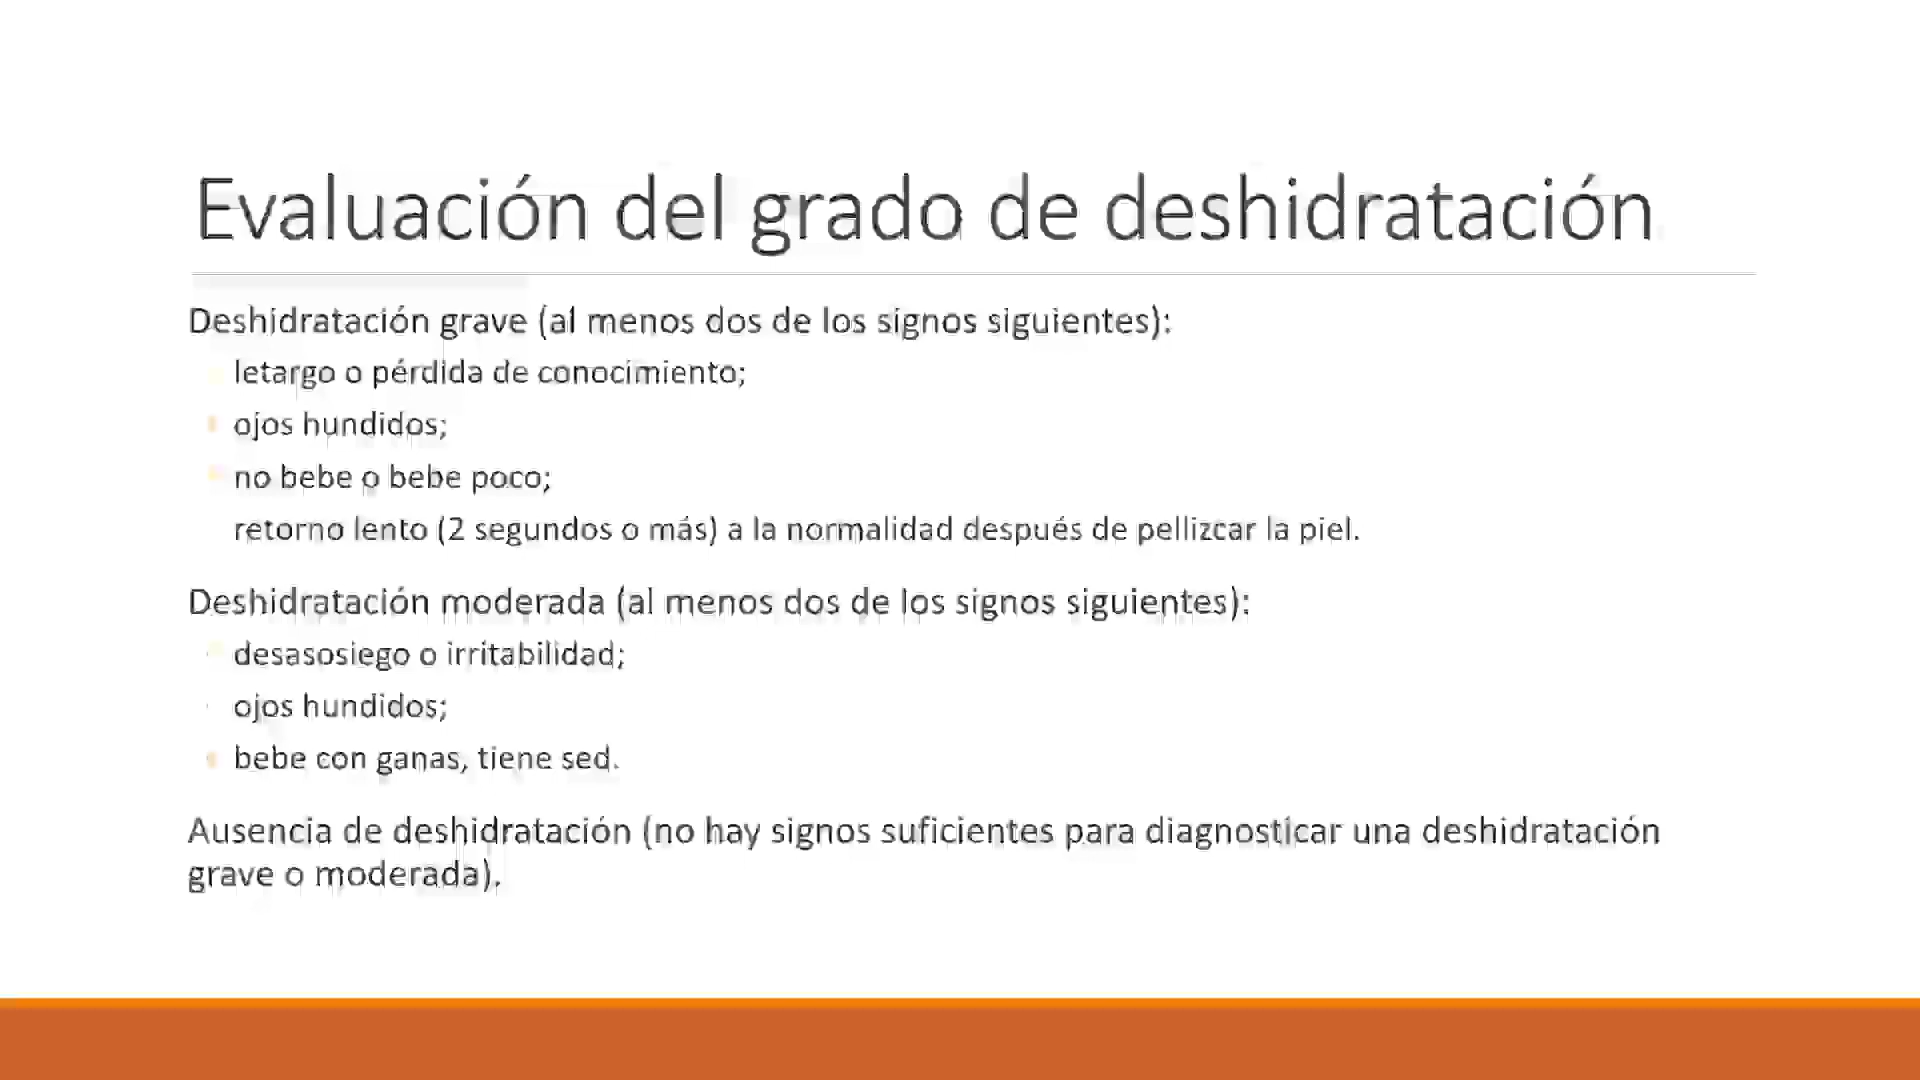 Evaluación del grado de deshidratación
Deshidratación grave (al menos dos de los signos siguientes):
letargo o pérdida de conocimiento;
ojos hundidos;
no bebe o bebe poco;
retorno lento (2 segundos o más) a la normalidad después de pellizcar la piel.
Deshidratación moderada (al menos dos de los signos siguientes):
desasosiego o irritabilidad;
ojos hundidos;
bebe con ganas, tiene sed.
Ausencia de deshidratación (no hay signos suficientes para diagnosticar una deshidratación
grave o moderada).